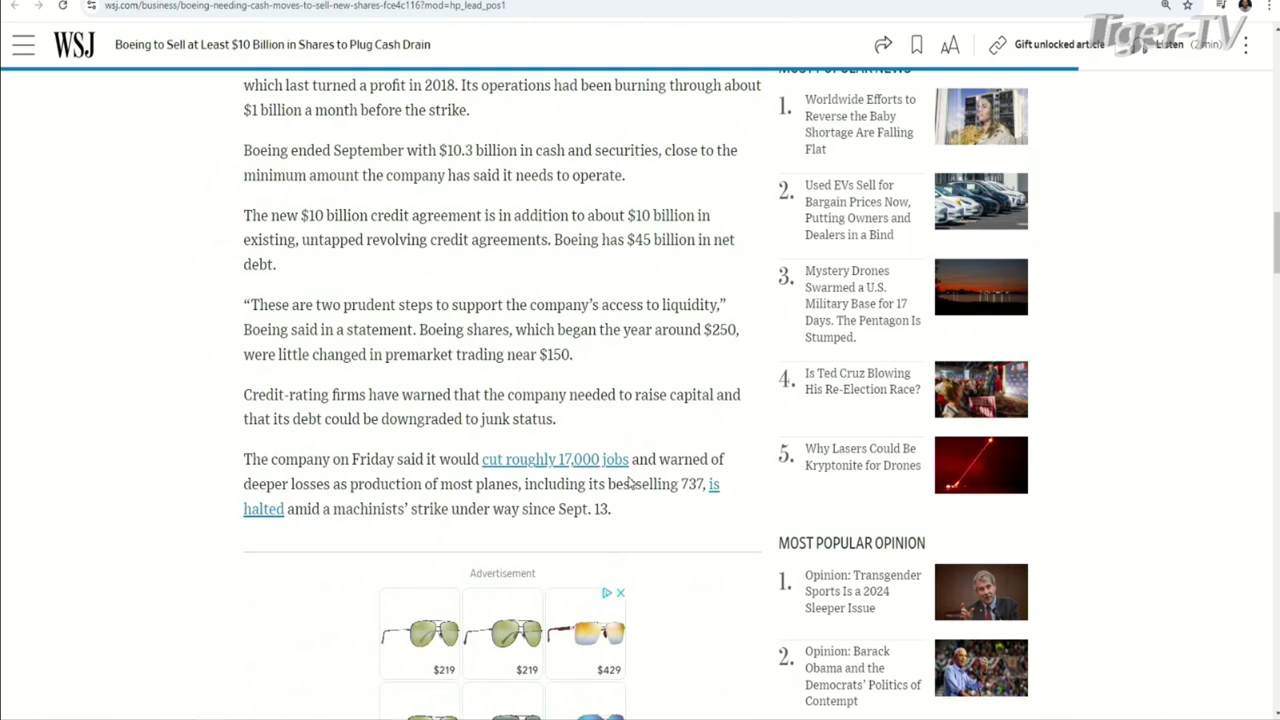 wsj.com/business/boeing-needing-cash-moves-to-sell-new-shares-fce4c116?mod=hp_lead_pos1
Tiger-TV
WSJ
Boeing to Sell at Least $10 Billion in Shares to Plug Cash Drain
Gift unlocked article
Listen (2 min)
which last turned a profit in 2018. Its operations had been burning through about
$1 billion a month before the strike.
Boeing ended September with $10.3 billion in cash and securities, close to the
minimum amount the company has said it needs to operate.
The new $10 billion credit agreement is in addition to about $10 billion in
existing, untapped revolving credit agreements. Boeing has $45 billion in net
debt.
“These are two prudent steps to support the company’s access to liquidity,”
Boeing said in a statement. Boeing shares, which began the year around $250,
were little changed in premarket trading near $150.
Credit-rating firms have warned that the company needed to raise capital and
that its debt could be downgraded to junk status.
The company on Friday said it would cut roughly 17,000 jobs and warned of
deeper losses as production of most planes, including its bestselling 737, is
halted amid a machinists’ strike under way since Sept. 13.
Advertisement
$219
$219
$429
MOST POPULAR NEWS
1.
Worldwide Efforts to
Reverse the Baby
Shortage Are Falling
Flat
2.
Used EVs Sell for
Bargain Prices Now,
Putting Owners and
Dealers in a Bind
3.
Mystery Drones
Swarmed a U.S.
Military Base for 17
Days. The Pentagon Is
Stumped.
4.
Is Ted Cruz Blowing
His Re-Election Race?
5.
Why Lasers Could Be
Kryptonite for Drones
MOST POPULAR OPINION
1.
Opinion: Transgender
Sports Is a 2024
Sleeper Issue
2.
Opinion: Barack
Obama and the
Democrats’ Politics of
Contempt